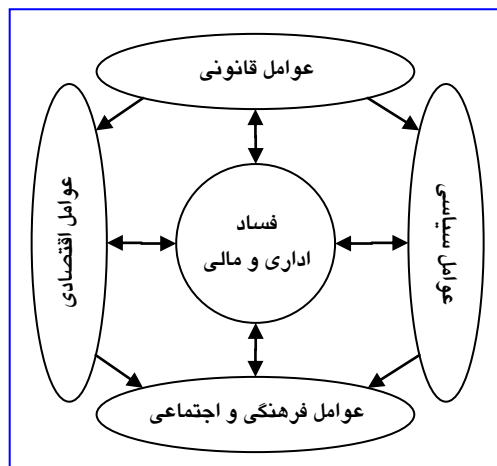 عوامل قانونی
عوامل سیاسی
فساد
اداری و مالی
عوامل اقتصادی
عوامل فرهنگی و اجتماعی